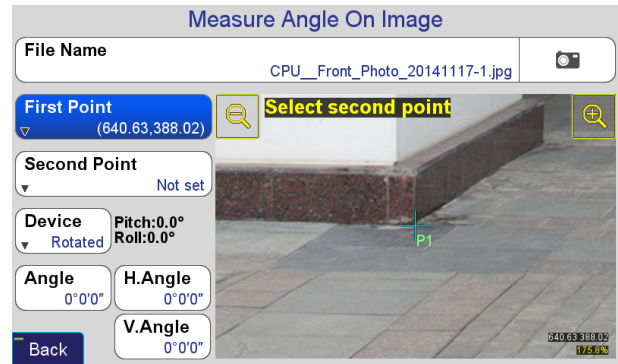 Measure Angle On Image
File Name
CPU__Front_Photo_20141117-1.jpg
First Point
(640.63,388.02)
Select second point
Second Point
Not set
Device
Rotated
Pitch:0.0°
Roll:0.0°
P1
Angle
0°0'0"
H.Angle
0°0'0"
V.Angle
0°0'0"
640.63 388.02
175.8%
Back